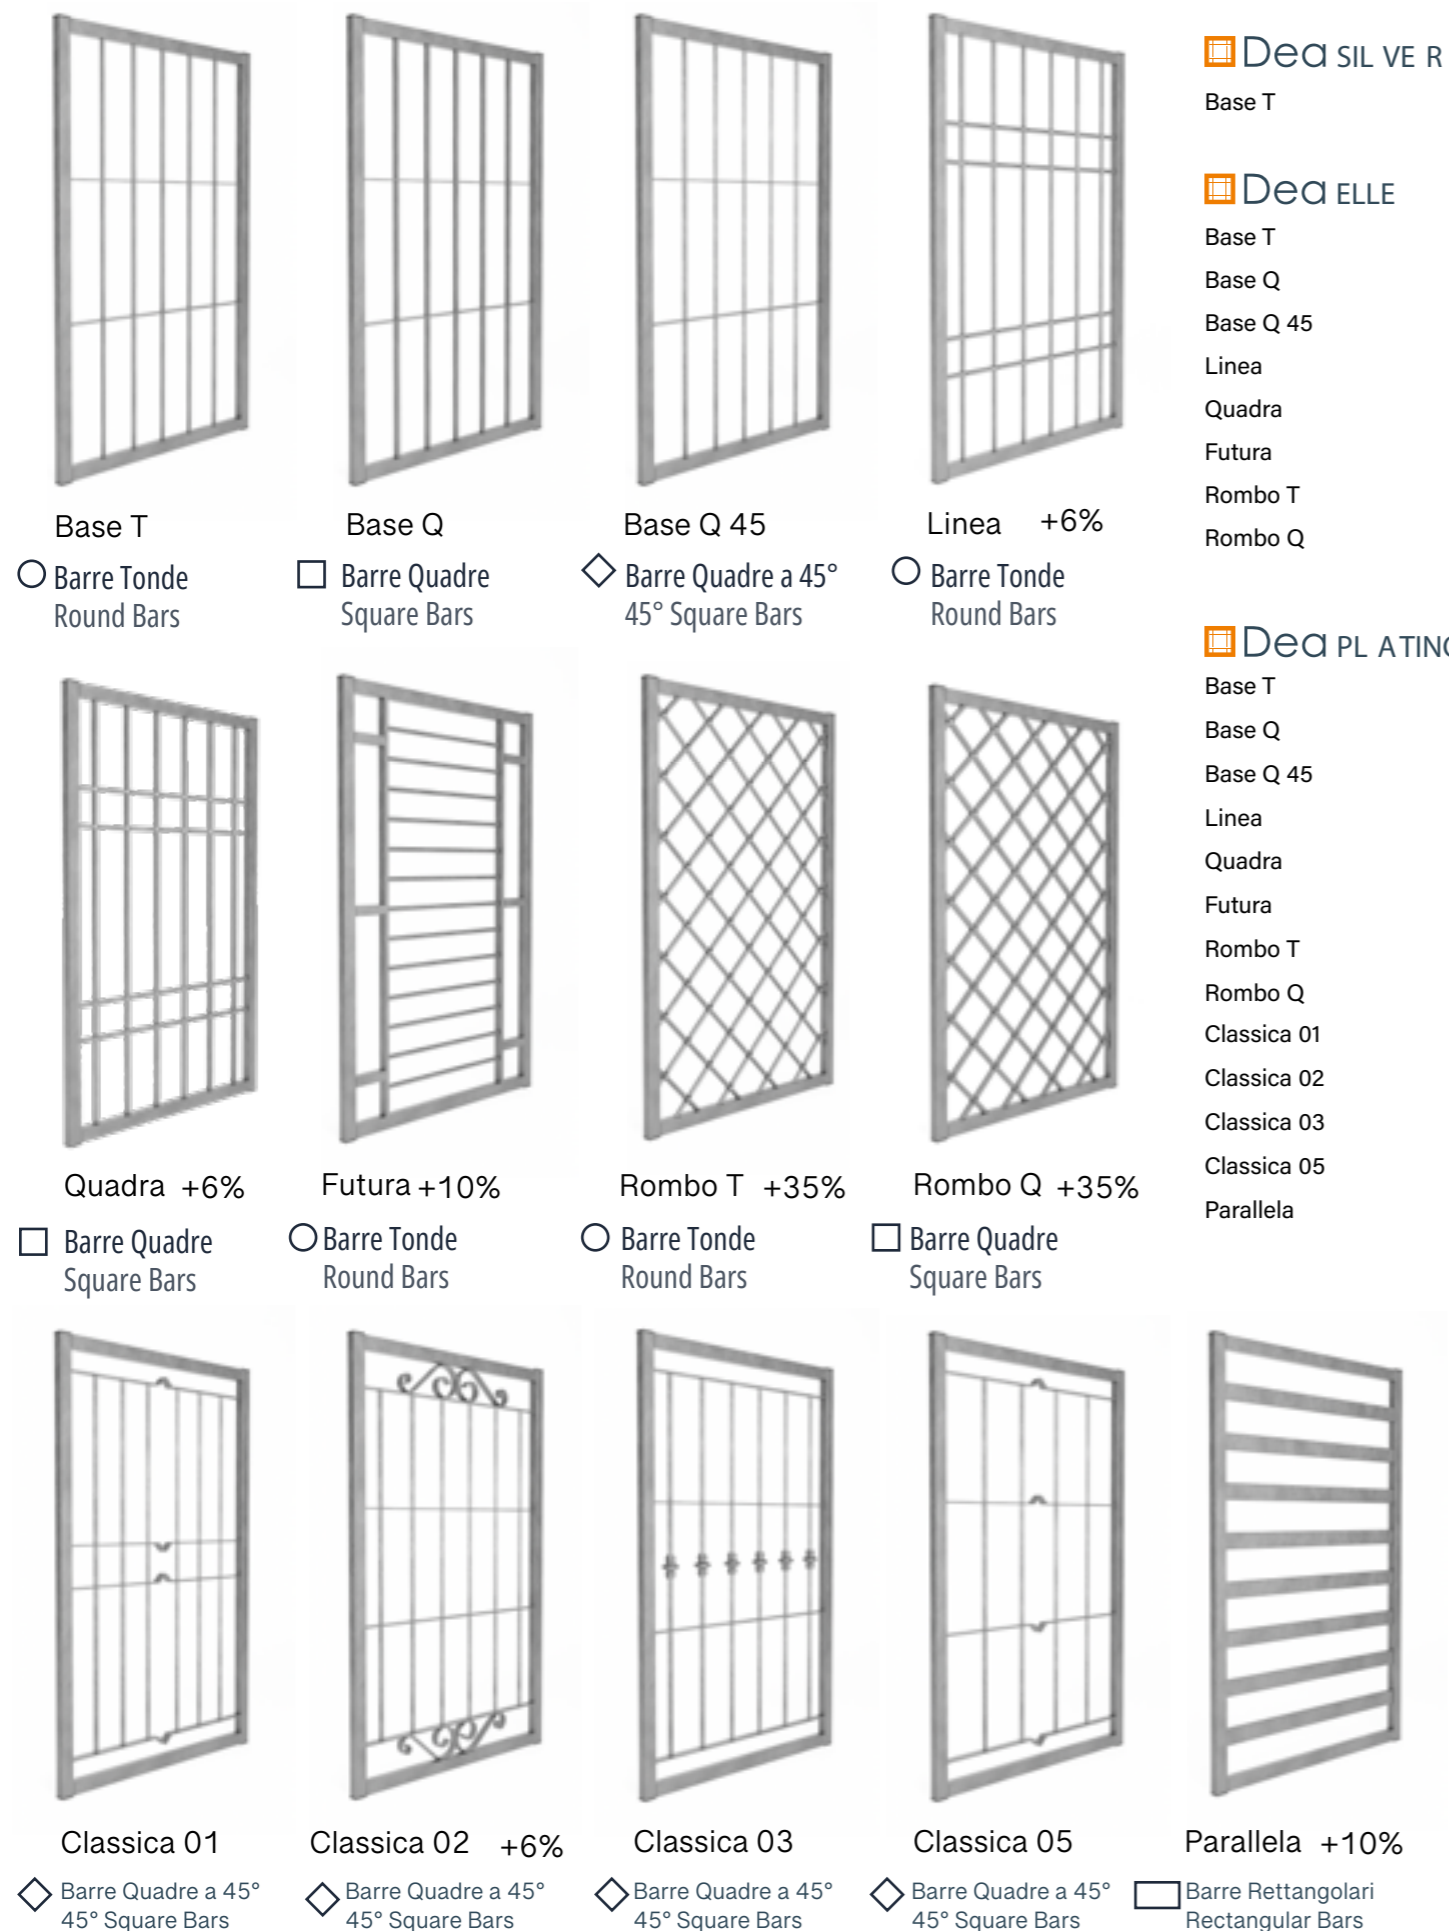 Base T
Barre Tonde
Round Bars
Base Q
Barre Quadre
Square Bars
Base Q 45
Barre Quadre a 45°
45° Square Bars
Linea +6%
Barre Tonde
Round Bars
Quadra +6%
Barre Quadre
Square Bars
Futura +10%
Barre Tonde
Round Bars
Rombo T +35%
Barre Tonde
Round Bars
Rombo Q +35%
Barre Quadre
Square Bars
Classica 01
Barre Quadre a 45°
45° Square Bars
Classica 02 +6%
Barre Quadre a 45°
45° Square Bars
Classica 03
Barre Quadre a 45°
45° Square Bars
Classica 05
Barre Quadre a 45°
45° Square Bars
Parallela +10%
Barre Rettangolari
Rectangular Bars
Dea SIL VE R
Base T
Dea ELLE
Base T
Base Q
Base Q 45
Linea
Quadra
Futura
Rombo T
Rombo Q
Dea PL ATINO
Base T
Base Q
Base Q 45
Linea
Quadra
Futura
Rombo T
Rombo Q
Classica 01
Classica 02
Classica 03
Classica 05
Parallela